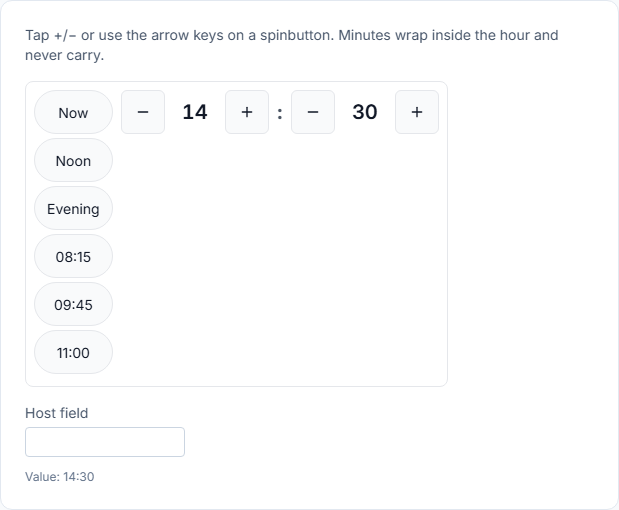 Tap +/− or use the arrow keys on a spinbutton. Minutes wrap inside the hour and
never carry.
Now − 14 + : − 30 +
Noon
Evening
08:15
09:45
11:00
Host field
Value: 14:30